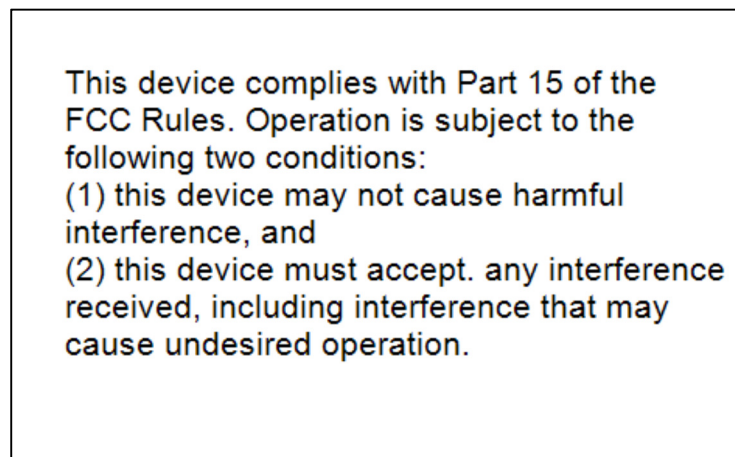 This device complies with Part 15 of the
FCC Rules. Operation is subject to the
following two conditions:
(1) this device may not cause harmful
interference, and
(2) this device must accept. any interference
received, including interference that may
cause undesired operation.